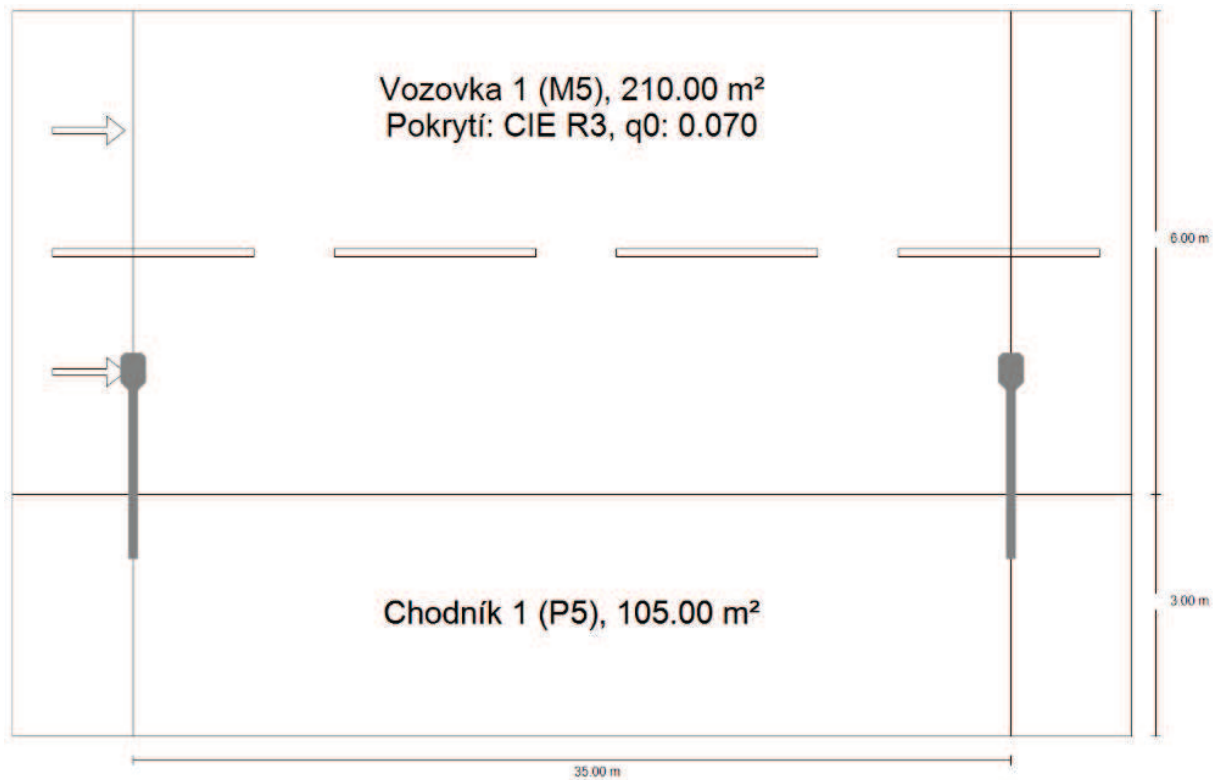 Vozovka 1 (M5), 210.00 m²
Pokrytí: CIE R3, q0: 0.070
6.00 m
Chodník 1 (P5), 105.00 m²
3.00 m
35.00 m